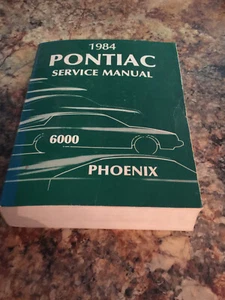 1984
PONTIAC
SERVICE MANUAL
6000
PHOENIX